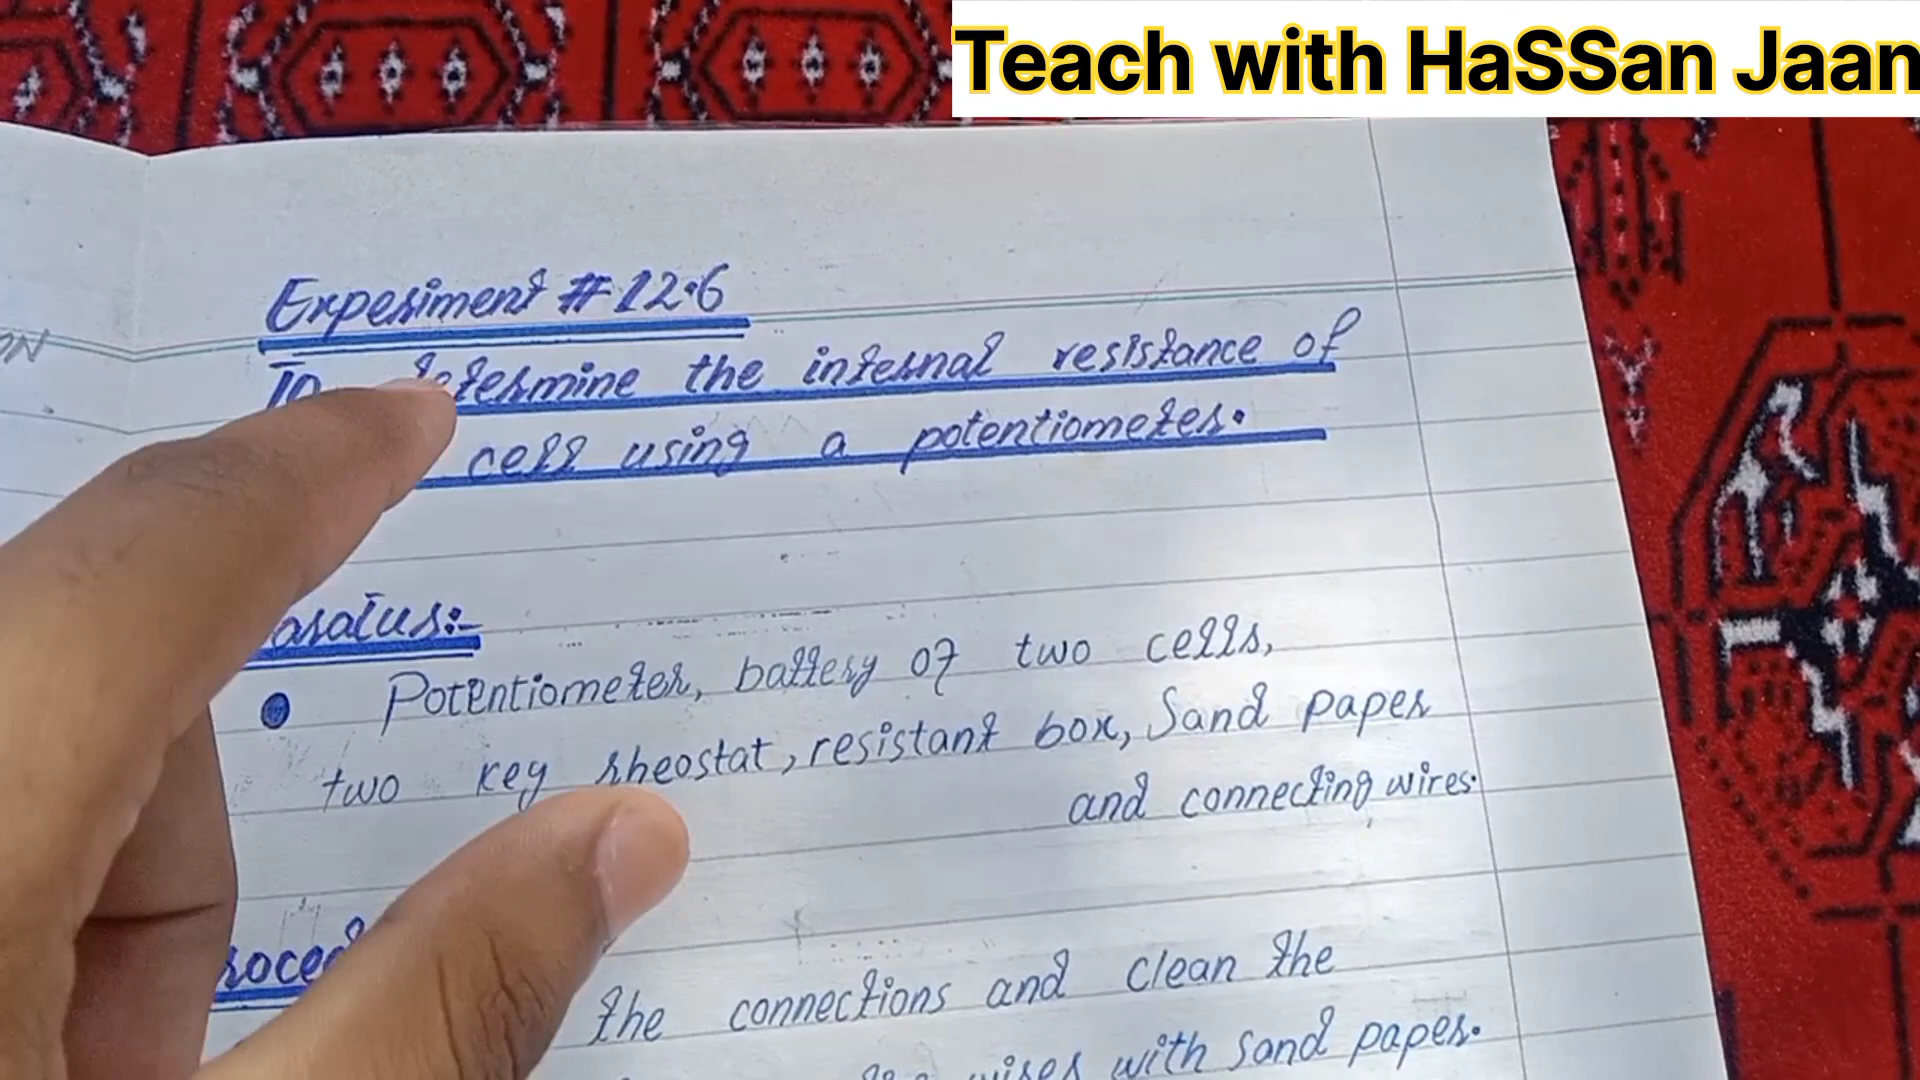 Teach with HaSSan Jaan
Experiment #12.6
To determine the internal resistance of
cell using a potentiometer.
aratus:-
Potentiometer, battery of two cells,
two key rheostat, resistant box, Sand paper
and connecting wires.
the connections and clean the
wires with Sand paper.